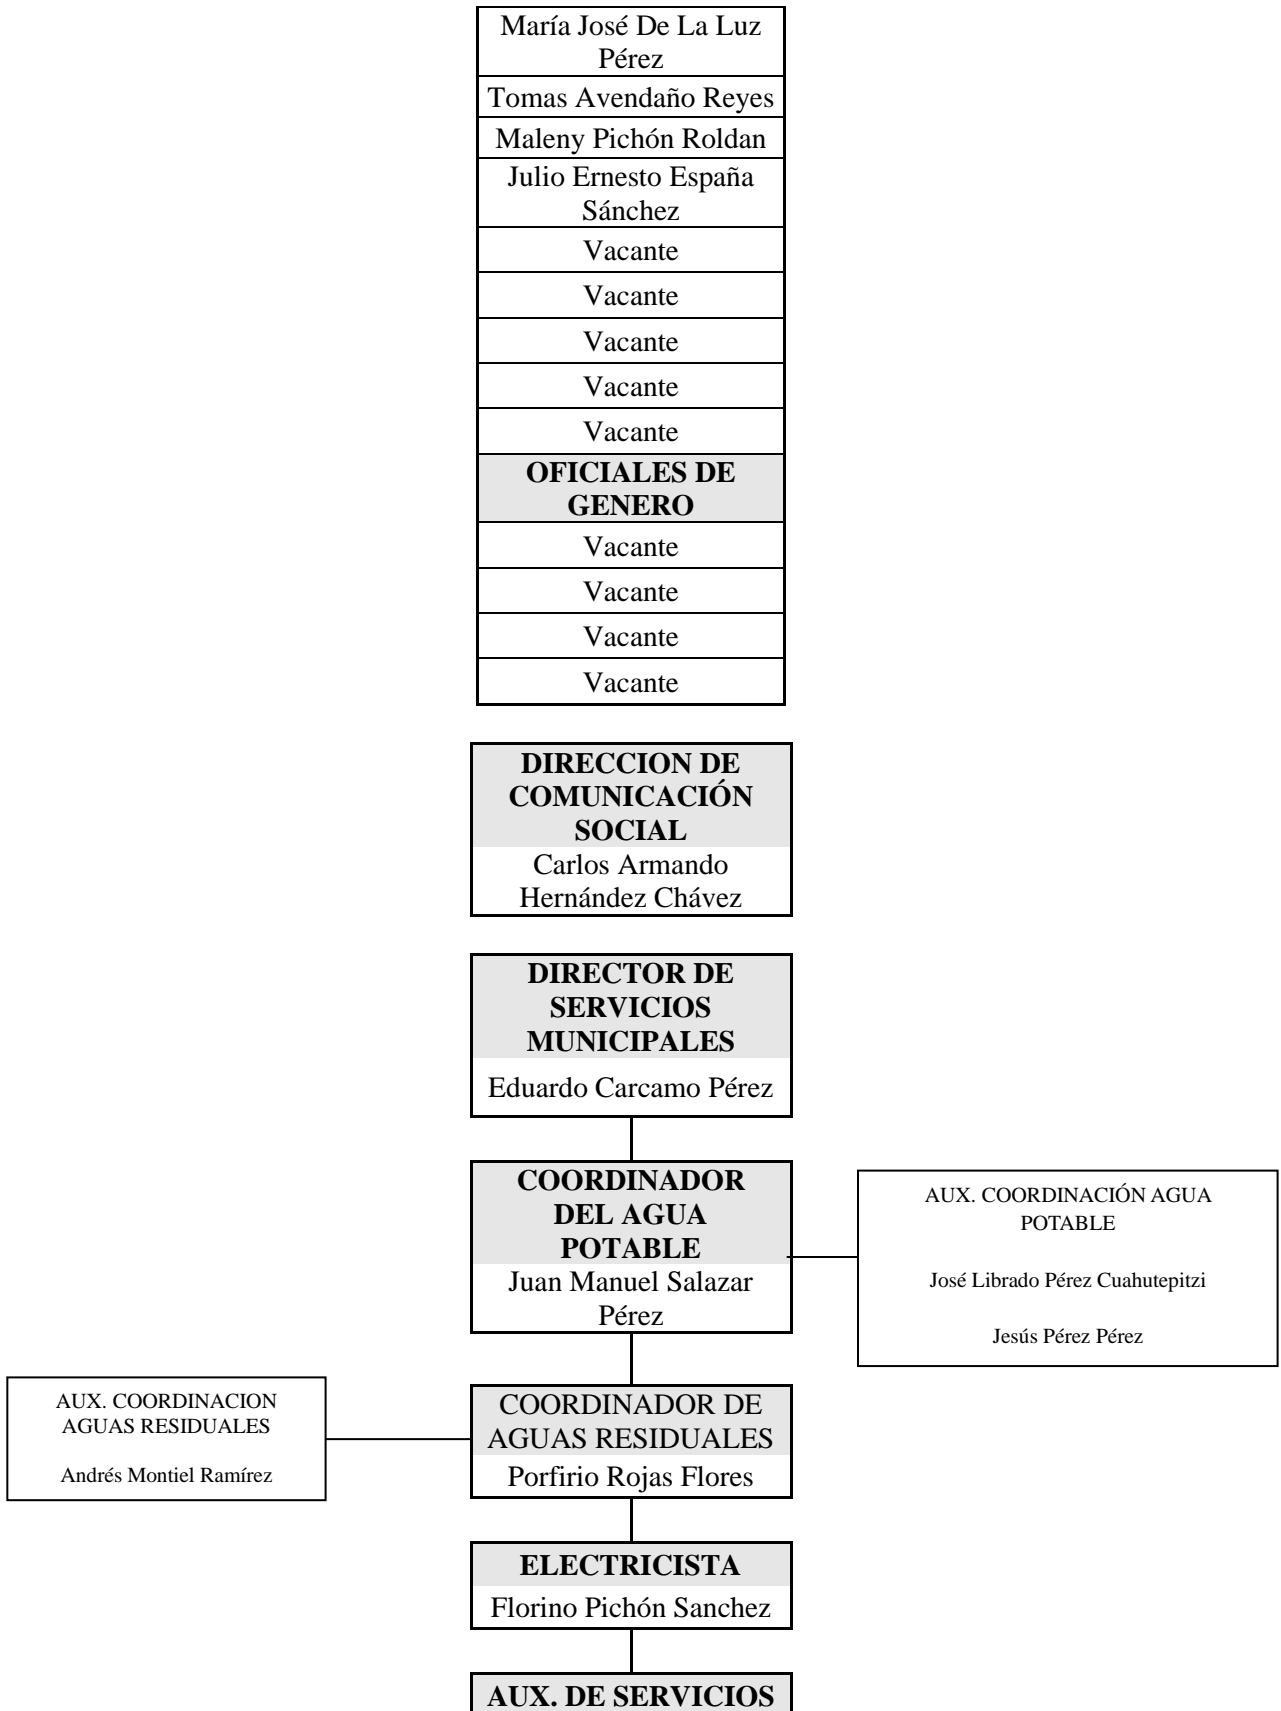 María José De La Luz
Pérez
Tomas Avendaño Reyes
Maleny Pichón Roldan
Julio Ernesto España
Sánchez
Vacante
Vacante
Vacante
Vacante
Vacante
OFICIALES DE
GENERO
Vacante
Vacante
Vacante
Vacante
DIRECCION DE
COMUNICACIÓN
SOCIAL
Carlos Armando
Hernández Chávez
DIRECTOR DE
SERVICIOS
MUNICIPALES
Eduardo Carcamo Pérez
COORDINADOR
DEL AGUA
POTABLE
Juan Manuel Salazar
Pérez
AUX. COORDINACIÓN AGUA
POTABLE
José Librado Pérez Cuahutepitzi
Jesús Pérez Pérez
AUX. COORDINACION
AGUAS RESIDUALES
Andrés Montiel Ramírez
COORDINADOR DE
AGUAS RESIDUALES
Porfirio Rojas Flores
ELECTRICISTA
Florino Pichón Sanchez
AUX. DE SERVICIOS